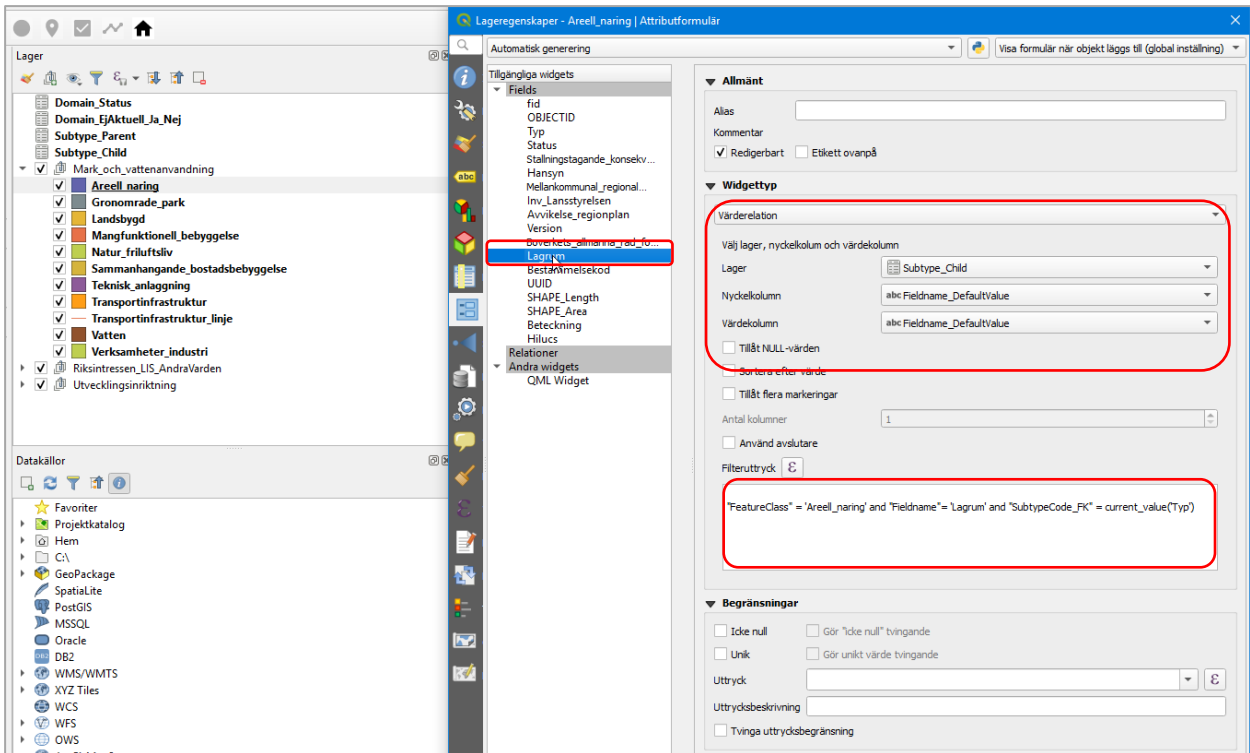 Lager
Domain_Status
Domain_EjAktuell_Ja_Nej
Subtype_Parent
Subtype_Child
Mark_och_vattenanvandning
Areell_naring
Gronomrade_park
Landsbygd
Mangfunktionell_bebyggelse
Natur_friluftsliv
Sammanhangande_bostadsbebyggelse
Teknisk_anlaggning
Transportinfrastruktur
Transportinfrastruktur_linje
Vatten
Verksamheter_industri
Riksintressen_LIS_AndraVarden
Utvecklingsinriktning
Datakällor
Favoriter
Projektkatalog
Hem
C:\
GeoPackage
SpatiaLite
PostGIS
MSSQL
Oracle
DB2
WMS/WMTS
XYZ Tiles
WCS
WFS
OWS
Lageregenskaper - Areell_naring | Attributformulär
Automatisk generering
Visa formulär när objekt läggs till (global inställning)
abc
Tillgängliga widgets
Fields
fid
OBJECTID
Typ
Status
Stallningstagande_konsekv...
Hansyn
Mellankommunal_regional...
Inv_Lansstyrelsen
Avvikelse_regionplan
Version
Boverkets_allmanna_rad_fo...
Lagrum
Bestammelsekod
UUID
SHAPE_Length
SHAPE_Area
Beteckning
Hilucs
Relationer
Andra widgets
QML Widget
Allmänt
Alias
Kommentar
Redigerbart Etikett ovanpå
Widgettyp
Värderelation
Välj lager, nyckelkolum och värdekolumn
Lager Subtype_Child
Nyckelkolumn abc Fieldname_DefaultValue
Värdekolumn abc Fieldname_DefaultValue
Tillåt NULL-värden
Sortera efter värde
Tillåt flera markeringar
Antal kolumner 1
Använd avslutare
Filteruttryck ε
"FeatureClass" = 'Areell_naring' and "Fieldname"= 'Lagrum' and "SubtypeCode_FK" = current_value('Typ')
Begränsningar
Icke null Gör "icke null" tvingande
Unik Gör unikt värde tvingande
Uttryck ε
Uttrycksbeskrivning
Tvinga uttrycksbegränsning